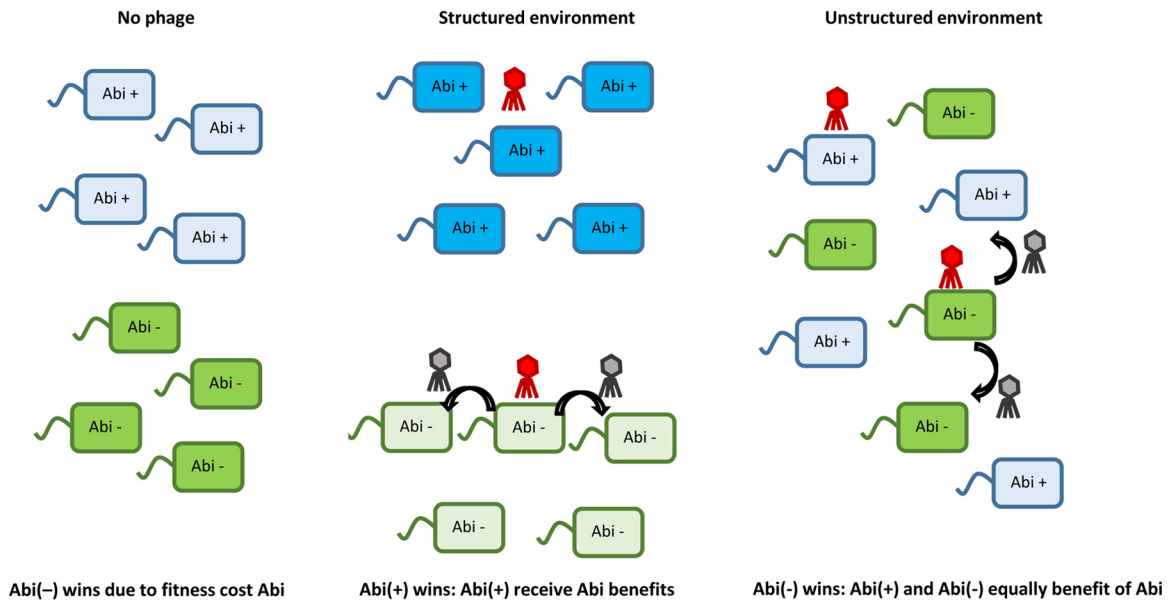 No phage
Abi +
Abi +
Abi +
Abi +
Abi -
Abi -
Abi -
Abi -
Abi(–) wins due to fitness cost Abi
Structured environment
Abi +
Abi +
Abi +
Abi +
Abi +
Abi -
Abi -
Abi -
Abi -
Abi -
Abi(+) wins: Abi(+) receive Abi benefits
Unstructured environment
Abi -
Abi +
Abi +
Abi -
Abi -
Abi +
Abi -
Abi +
Abi(-) wins: Abi(+) and Abi(-) equally benefit of Abi